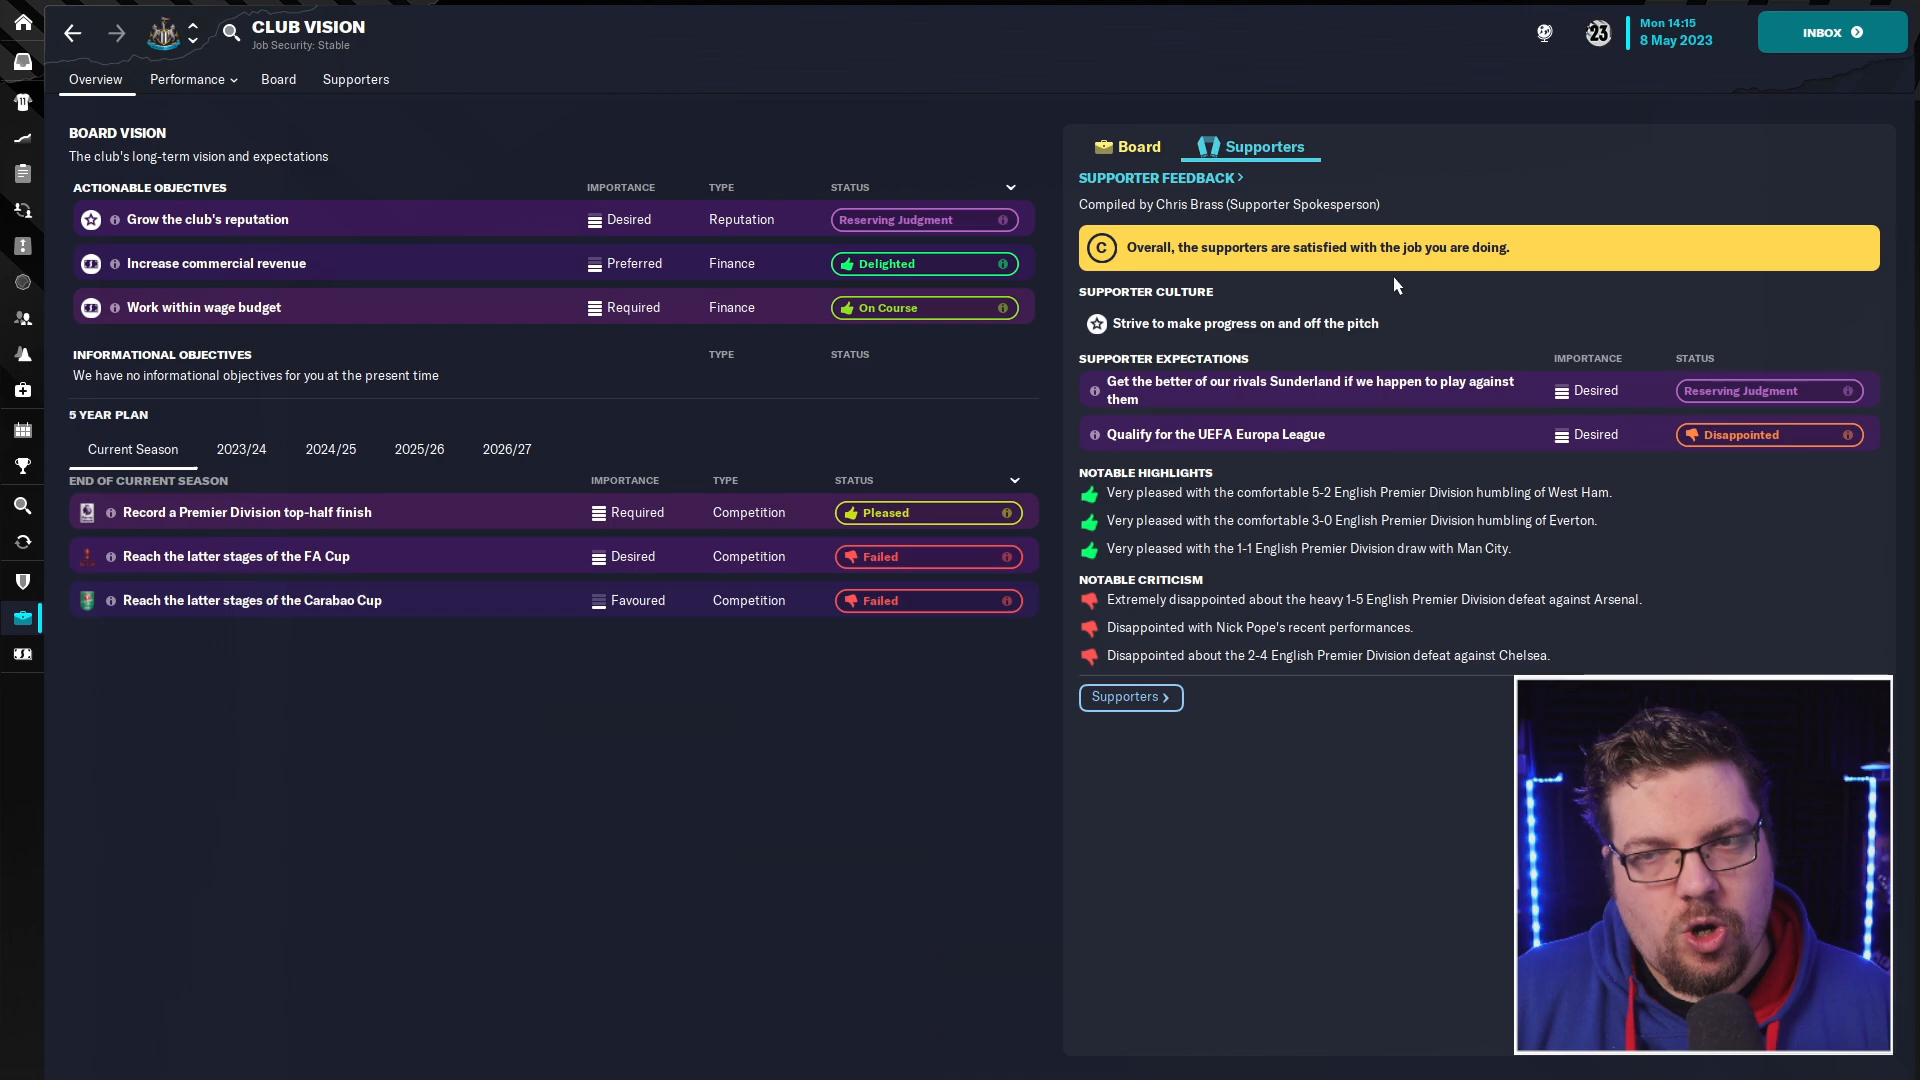 CLUB VISION
Job Security: Stable
23
Mon 14:15
8 May 2023
INBOX
Overview
Performance
Board
Supporters
BOARD VISION
The club's long-term vision and expectations
ACTIONABLE OBJECTIVES IMPORTANCE TYPE STATUS
Grow the club's reputation Desired Reputation Reserving Judgment
Increase commercial revenue Preferred Finance Delighted
Work within wage budget Required Finance On Course
INFORMATIONAL OBJECTIVES TYPE STATUS
We have no informational objectives for you at the present time
5 YEAR PLAN
Current Season 2023/24 2024/25 2025/26 2026/27
END OF CURRENT SEASON IMPORTANCE TYPE STATUS
Record a Premier Division top-half finish Required Competition Pleased
Reach the latter stages of the FA Cup Desired Competition Failed
Reach the latter stages of the Carabao Cup Favoured Competition Failed
Board Supporters
SUPPORTER FEEDBACK >
Compiled by Chris Brass (Supporter Spokesperson)
C Overall, the supporters are satisfied with the job you are doing.
SUPPORTER CULTURE
Strive to make progress on and off the pitch
SUPPORTER EXPECTATIONS IMPORTANCE STATUS
Get the better of our rivals Sunderland if we happen to play against
them Desired Reserving Judgment
Qualify for the UEFA Europa League Desired Disappointed
NOTABLE HIGHLIGHTS
Very pleased with the comfortable 5-2 English Premier Division humbling of West Ham.
Very pleased with the comfortable 3-0 English Premier Division humbling of Everton.
Very pleased with the 1-1 English Premier Division draw with Man City.
NOTABLE CRITICISM
Extremely disappointed about the heavy 1-5 English Premier Division defeat against Arsenal.
Disappointed with Nick Pope's recent performances.
Disappointed about the 2-4 English Premier Division defeat against Chelsea.
Supporters >